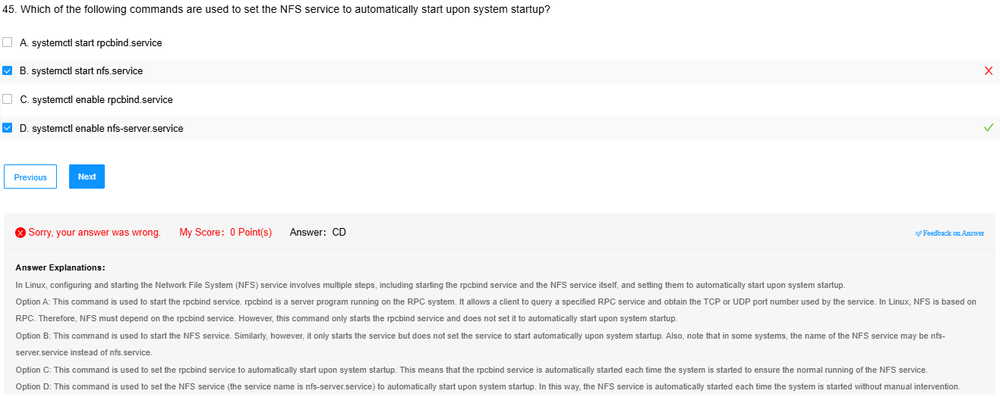 45. Which of the following commands are used to set the NFS service to automatically start upon system startup?
A. systemctl start rpcbind.service
B. systemctl start nfs.service
C. systemctl enable rpcbind.service
D. systemctl enable nfs-server.service
Previous Next
Sorry, your answer was wrong. My Score: 0 Point(s) Answer: CD Feedback on Answer
Answer Explanations:
In Linux, configuring and starting the Network File System (NFS) service involves multiple steps, including starting the rpcbind service and the NFS service itself, and setting them to automatically start upon system startup.
Option A: This command is used to start the rpcbind service. rpcbind is a server program running on the RPC system. It allows a client to query a specified RPC service and obtain the TCP or UDP port number used by the service. In Linux, NFS is based on
RPC. Therefore, NFS must depend on the rpcbind service. However, this command only starts the rpcbind service and does not set it to automatically start upon system startup.
Option B: This command is used to start the NFS service. Similarly, however, it only starts the service but does not set the service to start automatically upon system startup. Also, note that in some systems, the name of the NFS service may be nfs-
server.service instead of nfs.service.
Option C: This command is used to set the rpcbind service to automatically start upon system startup. This means that the rpcbind service is automatically started each time the system is started to ensure the normal running of the NFS service.
Option D: This command is used to set the NFS service (the service name is nfs-server.service) to automatically start upon system startup. In this way, the NFS service is automatically started each time the system is started without manual intervention.